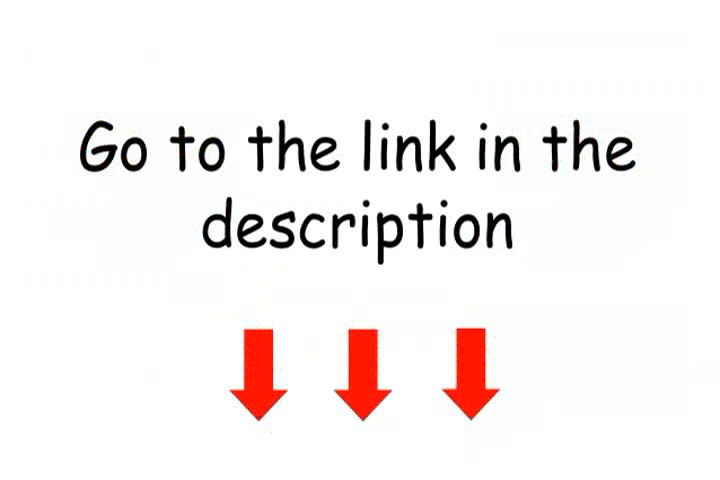 Go to the link in the
description